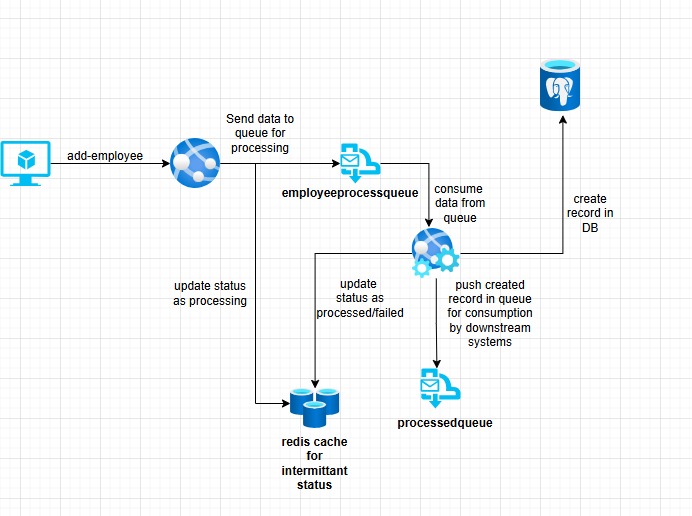 Send data to
queue for
processing
add-employee
employeeprocessqueue
consume
data from
queue
create
record in
DB
update status
as processing
update
status as
processed/failed
push created
record in queue
for consumption
by downstream
systems
processedqueue
redis cache
for
intermittant
status